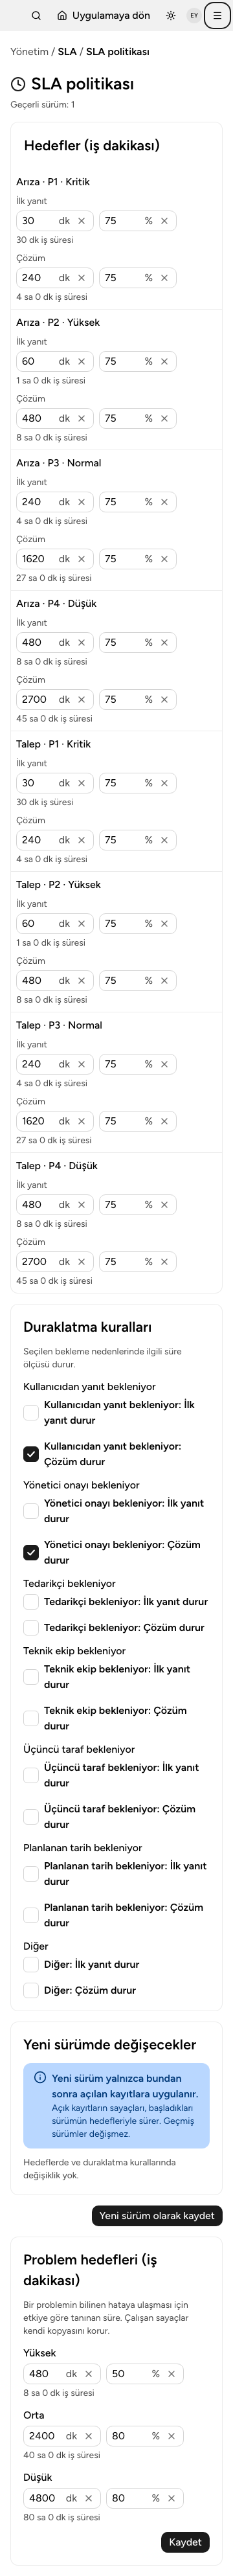 Uygulamaya dön
EY
Yönetim / SLA / SLA politikası
SLA politikası
Geçerli sürüm: 1
Hedefler (iş dakikası)
Arıza · P1 · Kritik
İlk yanıt
30 dk 75 %
30 dk iş süresi
Çözüm
240 dk 75 %
4 sa 0 dk iş süresi
Arıza · P2 · Yüksek
İlk yanıt
60 dk 75 %
1 sa 0 dk iş süresi
Çözüm
480 dk 75 %
8 sa 0 dk iş süresi
Arıza · P3 · Normal
İlk yanıt
240 dk 75 %
4 sa 0 dk iş süresi
Çözüm
1620 dk 75 %
27 sa 0 dk iş süresi
Arıza · P4 · Düşük
İlk yanıt
480 dk 75 %
8 sa 0 dk iş süresi
Çözüm
2700 dk 75 %
45 sa 0 dk iş süresi
Talep · P1 · Kritik
İlk yanıt
30 dk 75 %
30 dk iş süresi
Çözüm
240 dk 75 %
4 sa 0 dk iş süresi
Talep · P2 · Yüksek
İlk yanıt
60 dk 75 %
1 sa 0 dk iş süresi
Çözüm
480 dk 75 %
8 sa 0 dk iş süresi
Talep · P3 · Normal
İlk yanıt
240 dk 75 %
4 sa 0 dk iş süresi
Çözüm
1620 dk 75 %
27 sa 0 dk iş süresi
Talep · P4 · Düşük
İlk yanıt
480 dk 75 %
8 sa 0 dk iş süresi
Çözüm
2700 dk 75 %
45 sa 0 dk iş süresi
Duraklatma kuralları
Seçilen bekleme nedenlerinde ilgili süre
ölçüsü durur.
Kullanıcıdan yanıt bekleniyor
Kullanıcıdan yanıt bekleniyor: İlk
yanıt durur
Kullanıcıdan yanıt bekleniyor:
Çözüm durur
Yönetici onayı bekleniyor
Yönetici onayı bekleniyor: İlk yanıt
durur
Yönetici onayı bekleniyor: Çözüm
durur
Tedarikçi bekleniyor
Tedarikçi bekleniyor: İlk yanıt durur
Tedarikçi bekleniyor: Çözüm durur
Teknik ekip bekleniyor
Teknik ekip bekleniyor: İlk yanıt
durur
Teknik ekip bekleniyor: Çözüm
durur
Üçüncü taraf bekleniyor
Üçüncü taraf bekleniyor: İlk yanıt
durur
Üçüncü taraf bekleniyor: Çözüm
durur
Planlanan tarih bekleniyor
Planlanan tarih bekleniyor: İlk yanıt
durur
Planlanan tarih bekleniyor: Çözüm
durur
Diğer
Diğer: İlk yanıt durur
Diğer: Çözüm durur
Yeni sürümde değişecekler
Yeni sürüm yalnızca bundan
sonra açılan kayıtlara uygulanır.
Açık kayıtların sayaçları, başladıkları
sürümün hedefleriyle sürer. Geçmiş
sürümler değişmez.
Hedeflerde ve duraklatma kurallarında
değişiklik yok.
Yeni sürüm olarak kaydet
Problem hedefleri (iş
dakikası)
Bir problemin bilinen hataya ulaşması için
etkiye göre tanınan süre. Çalışan sayaçlar
kendi kopyasını korur.
Yüksek
480 dk 50 %
8 sa 0 dk iş süresi
Orta
2400 dk 80 %
40 sa 0 dk iş süresi
Düşük
4800 dk 80 %
80 sa 0 dk iş süresi
Kaydet